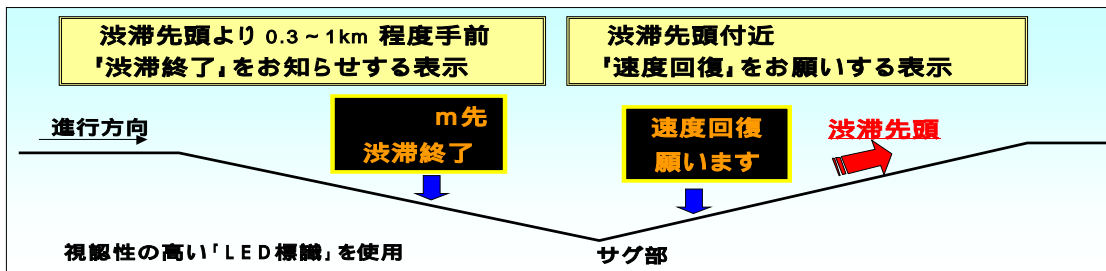 渋滞先頭より 0.3~1km 程度手前
『渋滞終了』をお知らせする表示
渋滞先頭付近
『速度回復』をお願いする表示
進行方向
m先
渋滞終了
速度回復
願います
渋滞先頭
視認性の高い「LED標識」を使用
サグ部